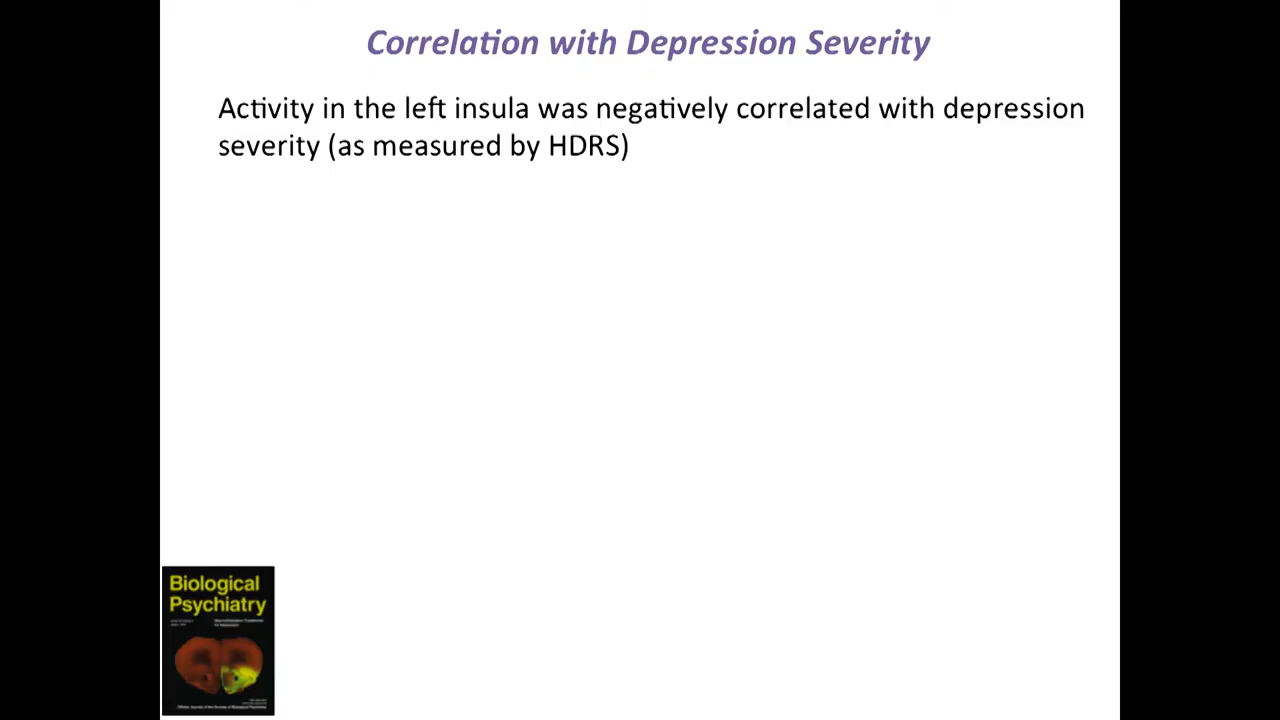 Correlation with Depression Severity
Activity in the left insula was negatively correlated with depression
severity (as measured by HDRS)
Biological
Psychiatry